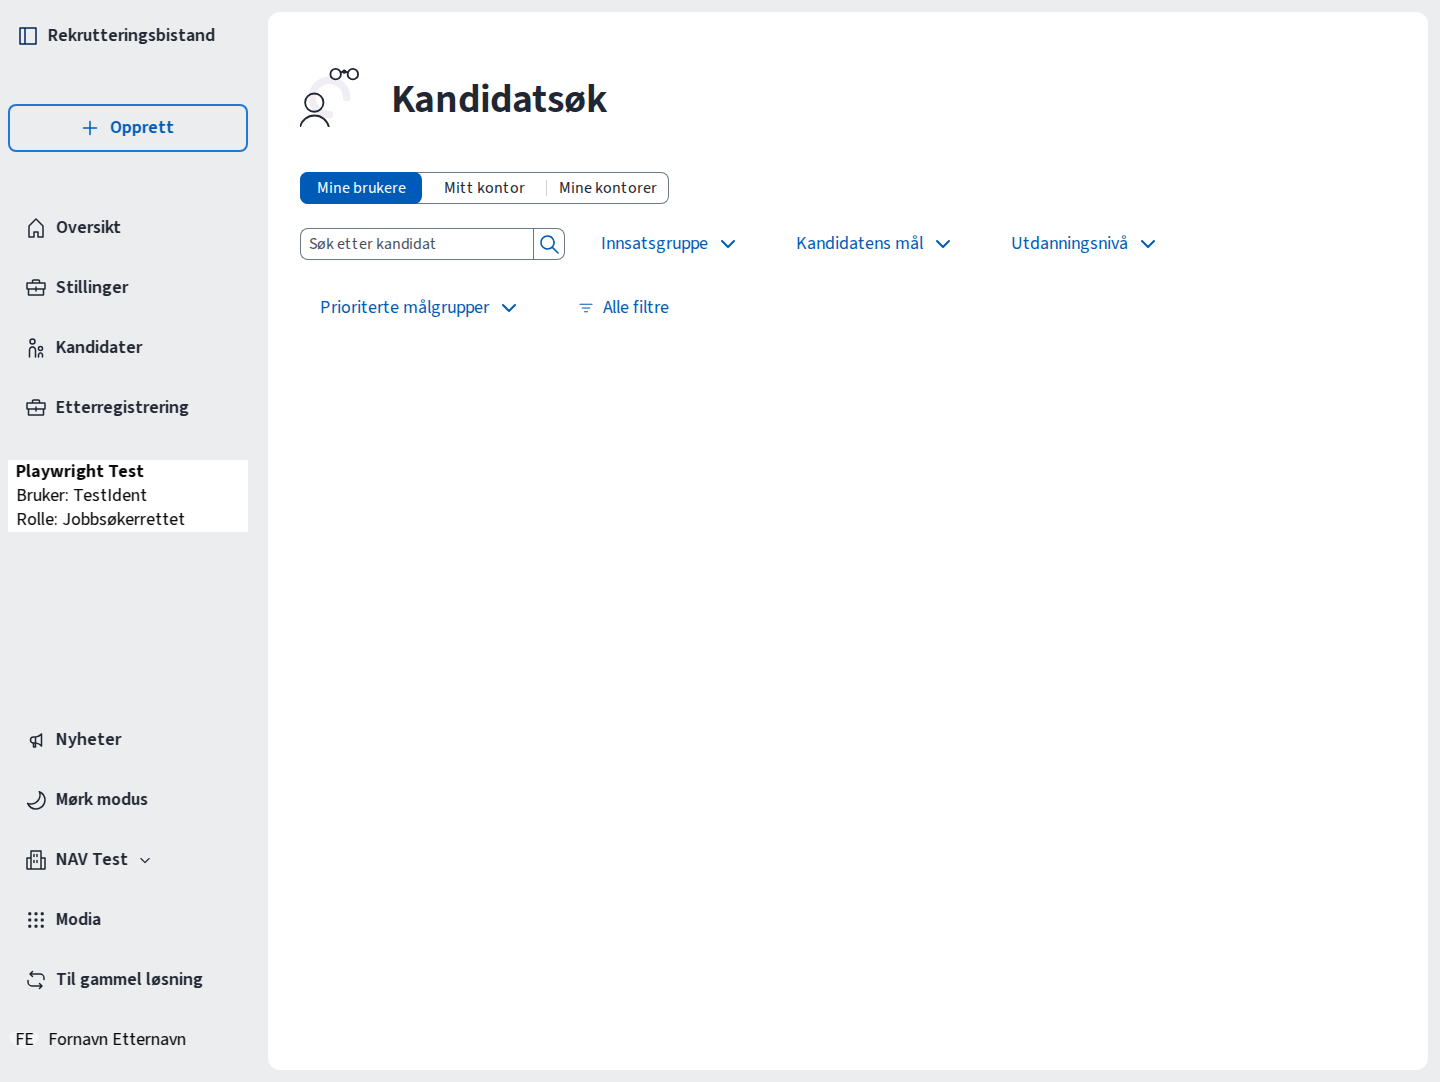 Rekrutteringsbistand
Opprett
Oversikt
Stillinger
Kandidater
Etterregistrering
Playwright Test
Bruker: TestIdent
Rolle: Jobbsøkerrettet
Nyheter
Mørk modus
NAV Test
Modia
Til gammel løsning
FE Fornavn Etternavn
Kandidatsøk
Mine brukere Mitt kontor Mine kontorer
Søk etter kandidat Innsatsgruppe Kandidatens mål Utdanningsnivå
Prioriterte målgrupper Alle filtre